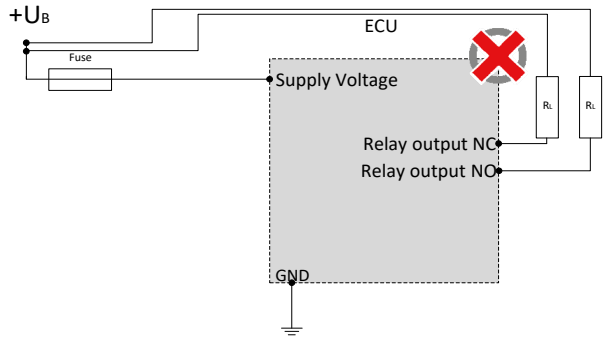 +UB
ECU
Fuse
Supply Voltage
RL
RL
Relay output NC
Relay output NO
GND